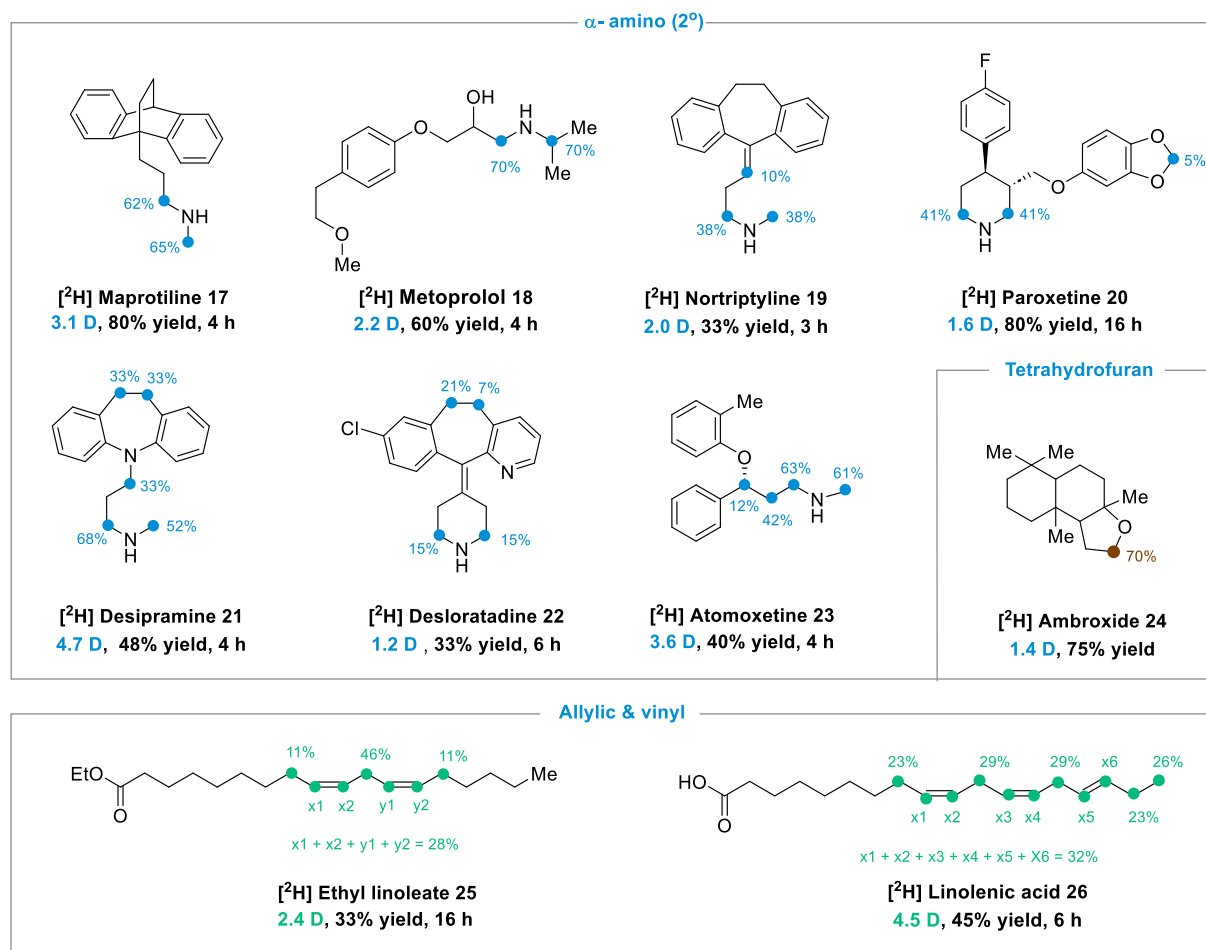 α- amino (2º)
OH
H
N
Me
O
70%
70%
Me
O
Me
62%
NH
65%
10%
38%
N
H
38%
F
O
O
5%
O
41%
41%
N
H
[²H] Maprotiline 17
3.1 D, 80% yield, 4 h
[²H] Metoprolol 18
2.2 D, 60% yield, 4 h
[²H] Nortriptyline 19
2.0 D, 33% yield, 3 h
[²H] Paroxetine 20
1.6 D, 80% yield, 16 h
33% 33%
N
33%
52%
68%
N
H
21% 7%
Cl
N
15%
N
H
15%
Me
O
63%
61%
N
H
12%
42%
Tetrahydrofuran
Me Me
Me
O
Me
70%
[²H] Desipramine 21
4.7 D, 48% yield, 4 h
[²H] Desloratadine 22
1.2 D , 33% yield, 6 h
[²H] Atomoxetine 23
3.6 D, 40% yield, 4 h
[²H] Ambroxide 24
1.4 D, 75% yield
Allylic & vinyl
11% 46% 11%
EtO
O
Me
x1 x2 y1 y2
x1 + x2 + y1 + y2 = 28%
[²H] Ethyl linoleate 25
2.4 D, 33% yield, 16 h
23% 29% 29% x6 26%
HO
O
x1 x2 x3 x4 x5 23%
x1 + x2 + x3 + x4 + x5 + X6 = 32%
[²H] Linolenic acid 26
4.5 D, 45% yield, 6 h